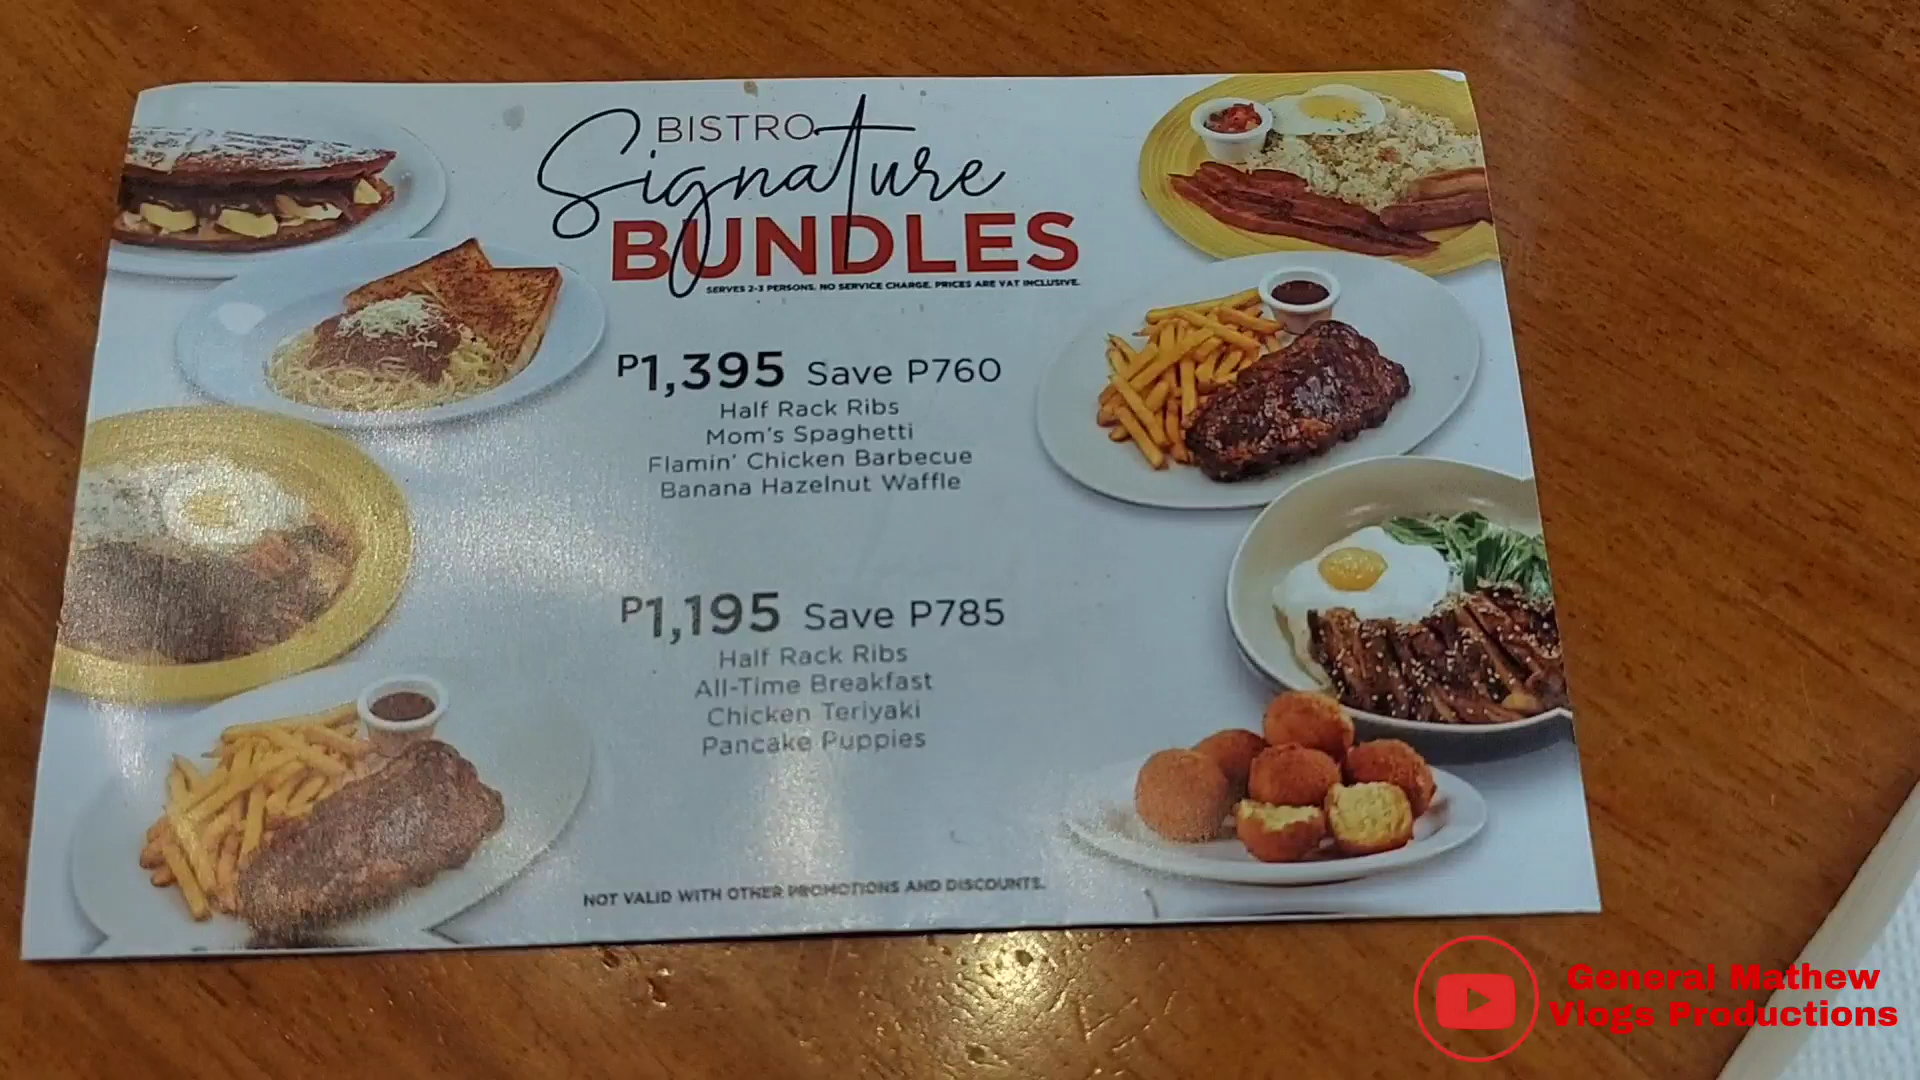 BISTRO
Signature
BUNDLES
SERVES 2-3 PERSONS. NO SERVICE CHARGE. PRICES ARE VAT INCLUSIVE.
P1,395 Save P760
Half Rack Ribs
Mom's Spaghetti
Flamin' Chicken Barbecue
Banana Hazelnut Waffle
P1,195 Save P785
Half Rack Ribs
All-Time Breakfast
Chicken Teriyaki
Pancake Puppies
NOT VALID WITH OTHER PROMOTIONS AND DISCOUNTS.
General Mathew
Vlogs Productions